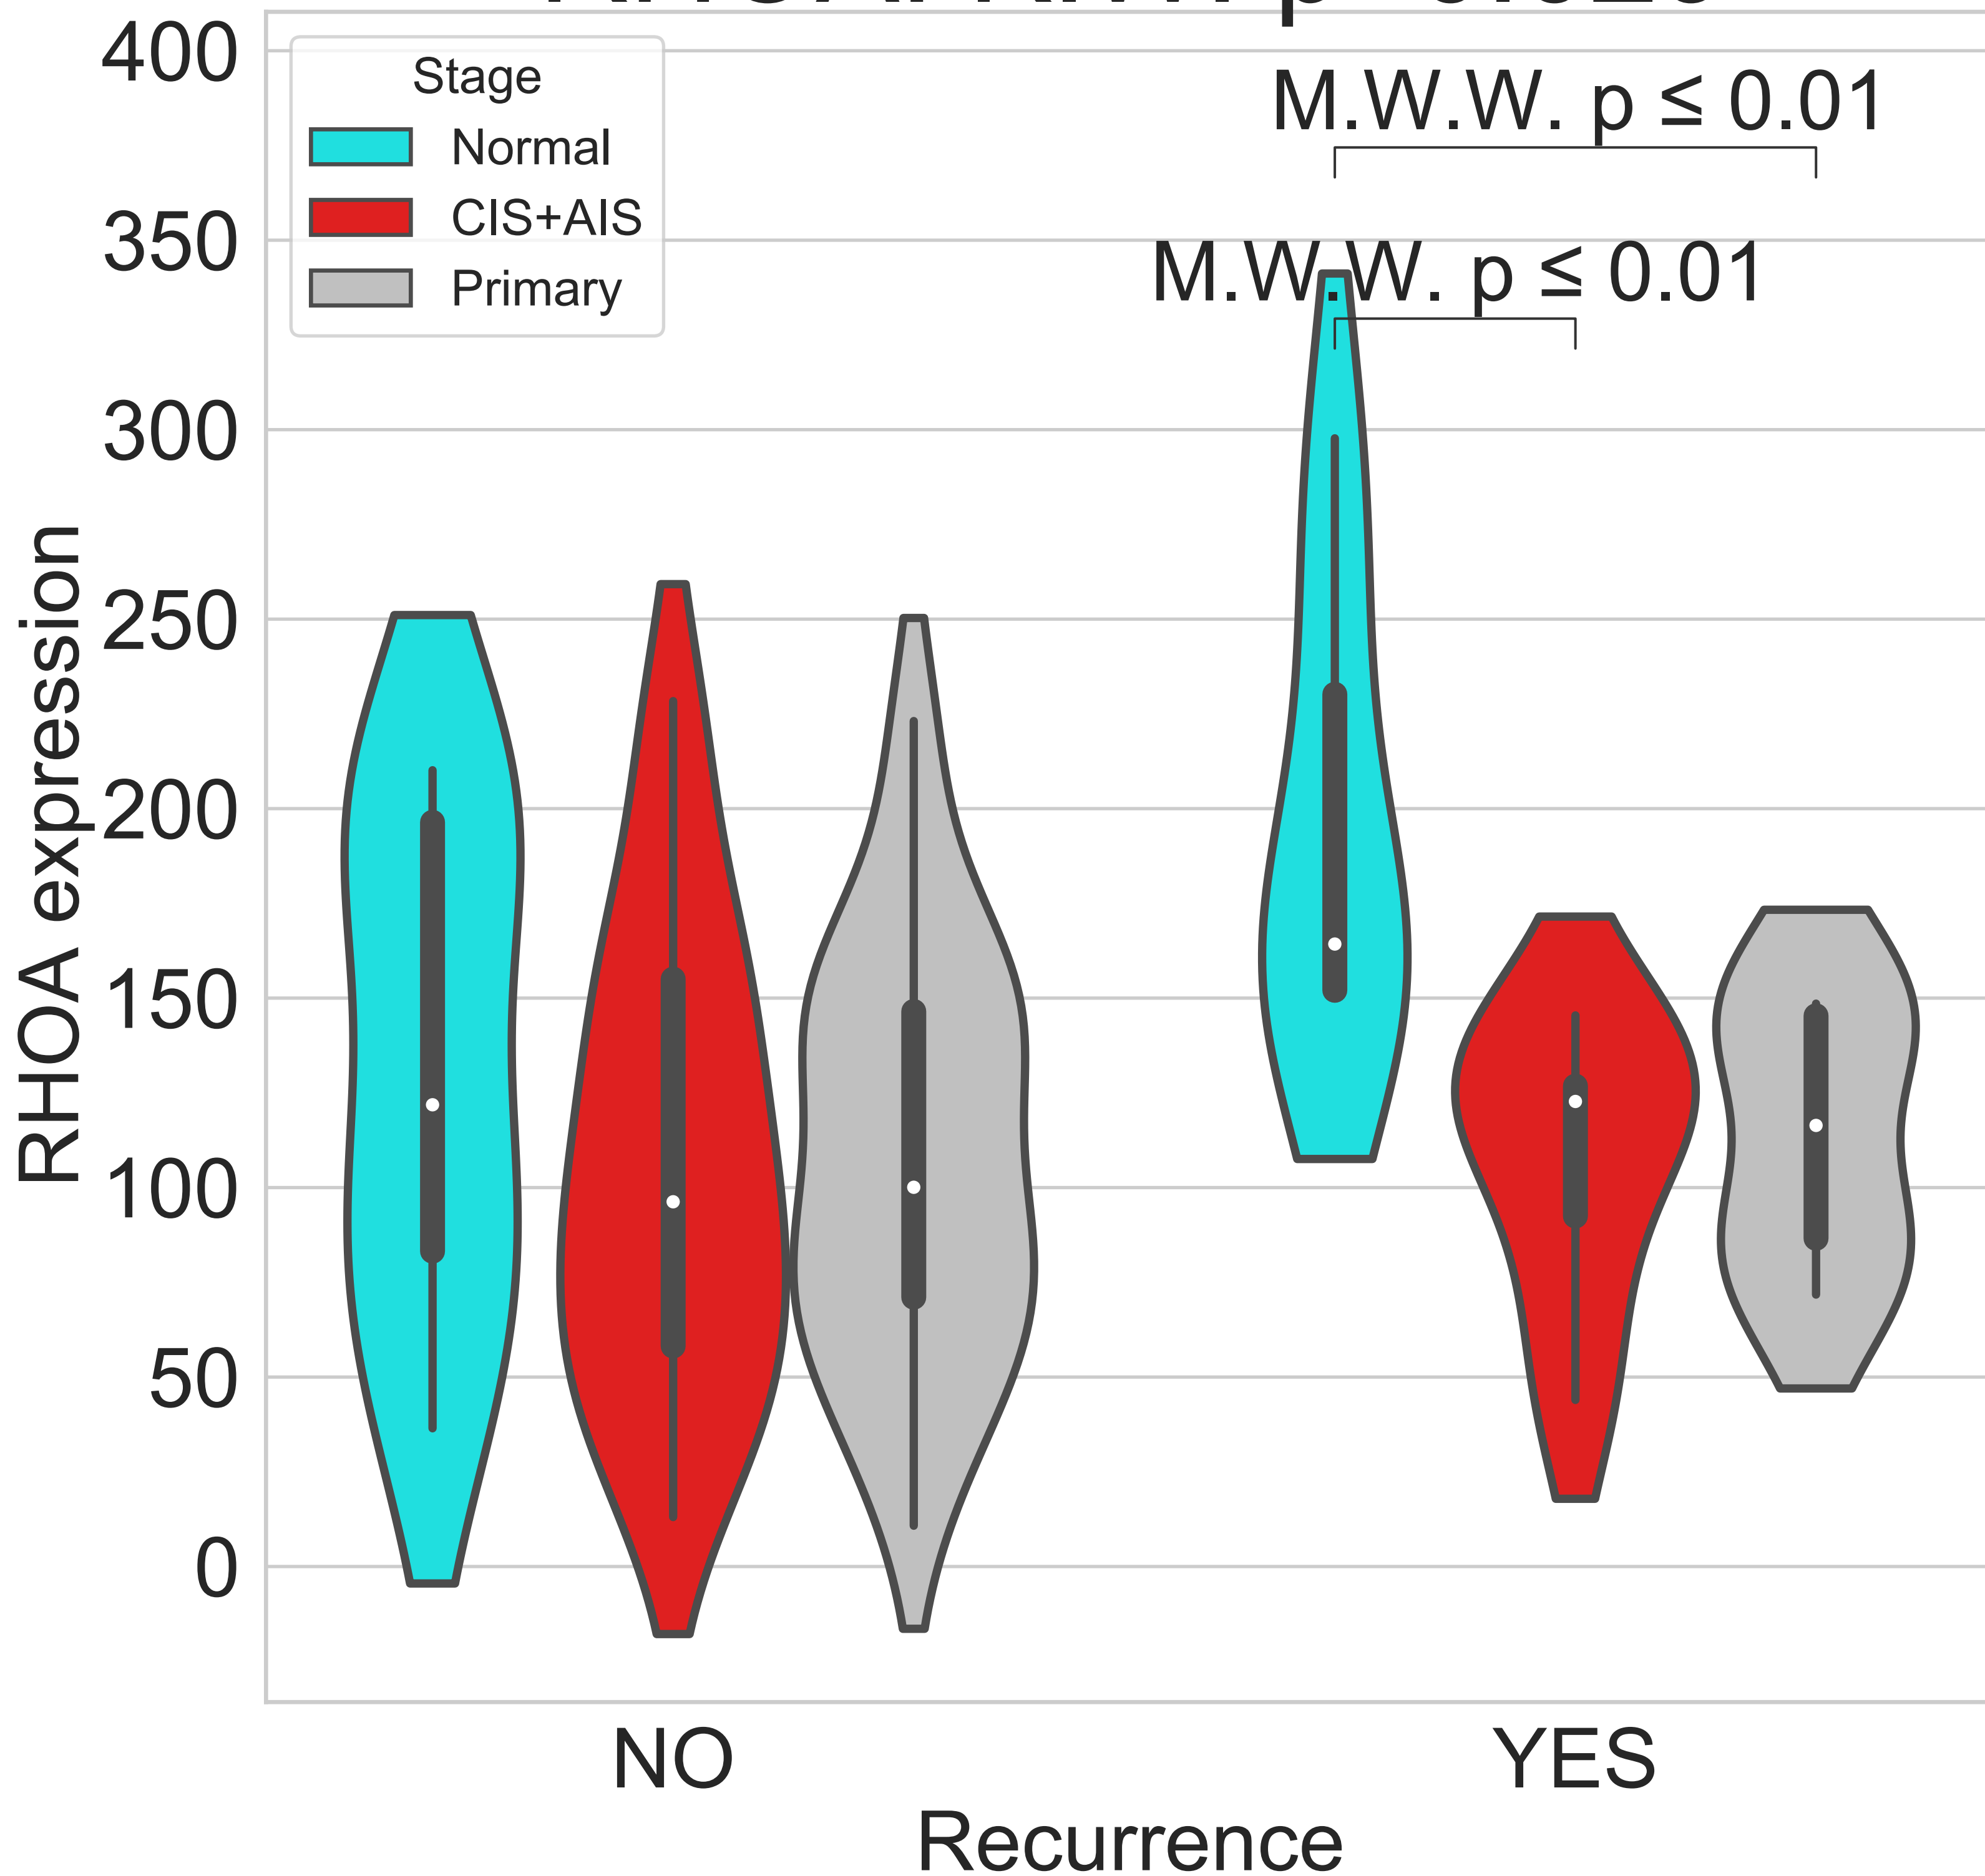 400
350
300
250
200
150
100
50
0
RHOA expression
Stage
Normal
CIS+AIS
Primary
M.W.W. p ≤ 0.01
M.W.W. p ≤ 0.01
NO
YES
Recurrence